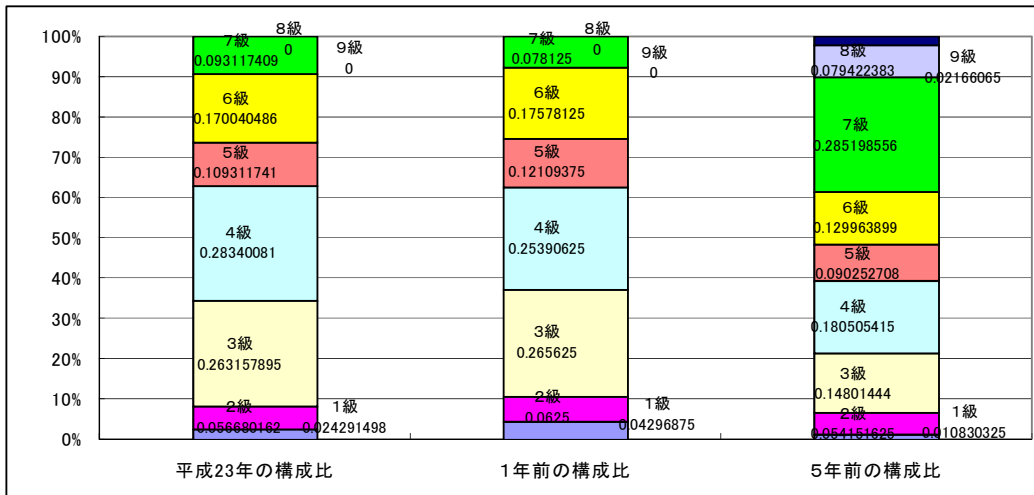 100%
90%
80%
70%
60%
50%
40%
30%
20%
10%
0%
8級
0
7級
0.093117409
9級
0
6級
0.170040486
5級
0.109311741
4級
0.28340081
3級
0.263157895
2級
0.056680162
1級
0.024291498
8級
0
7級
0.078125
9級
0
6級
0.17578125
5級
0.12109375
4級
0.25390625
3級
0.265625
2級
0.0625
1級
0.04296875
8級
0.079422383
9級
0.02166065
7級
0.285198556
6級
0.129963899
5級
0.090252708
4級
0.180505415
3級
0.14801444
2級
0.054151625
1級
0.010830325
平成23年の構成比
1年前の構成比
5年前の構成比